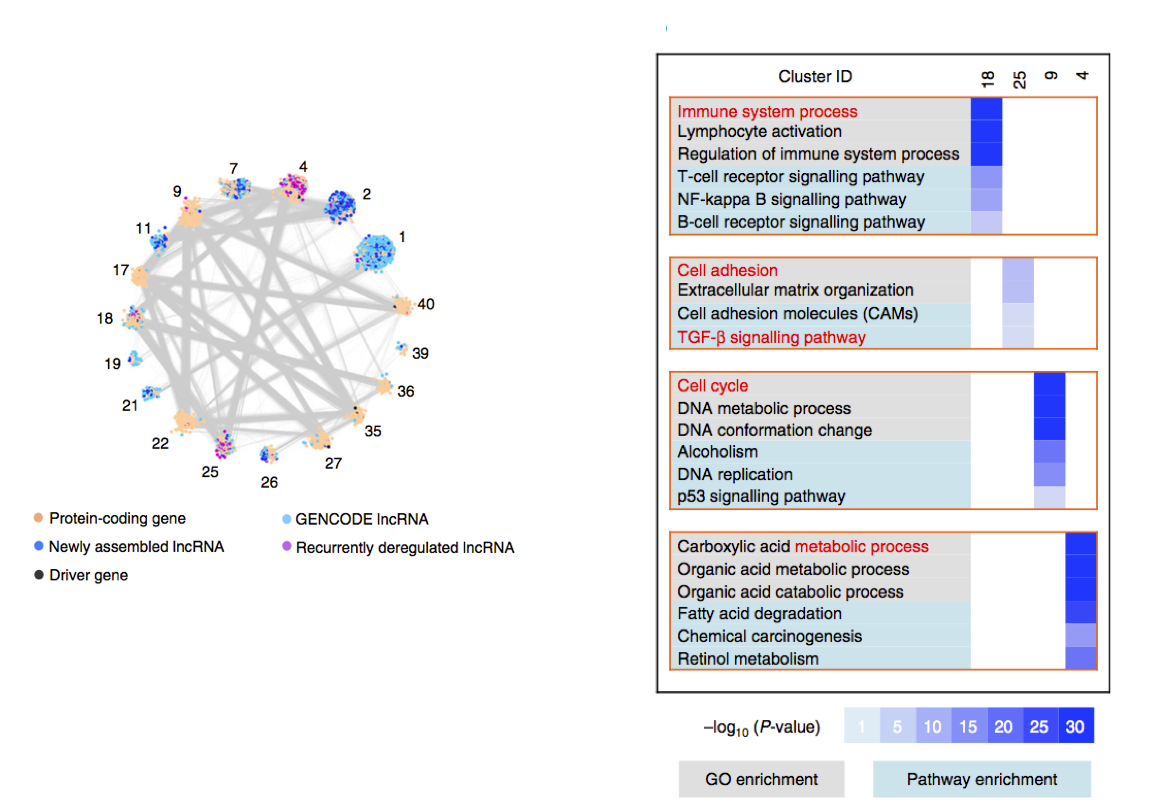 7
4
2
9
1
11
17
40
18
39
19
36
21
35
22
27
25
26
Protein-coding gene
GENCODE lncRNA
Newly assembled lncRNA
Recurrently deregulated lncRNA
Driver gene
Cluster ID 18 25 9 4
Immune system process
Lymphocyte activation
Regulation of immune system process
T-cell receptor signalling pathway
NF-kappa B signalling pathway
B-cell receptor signalling pathway
Cell adhesion
Extracellular matrix organization
Cell adhesion molecules (CAMs)
TGF-β signalling pathway
Cell cycle
DNA metabolic process
DNA conformation change
Alcoholism
DNA replication
p53 signalling pathway
Carboxylic acid metabolic process
Organic acid metabolic process
Organic acid catabolic process
Fatty acid degradation
Chemical carcinogenesis
Retinol metabolism
–log10 (P-value) 1 5 10 15 20 25 30
GO enrichment
Pathway enrichment